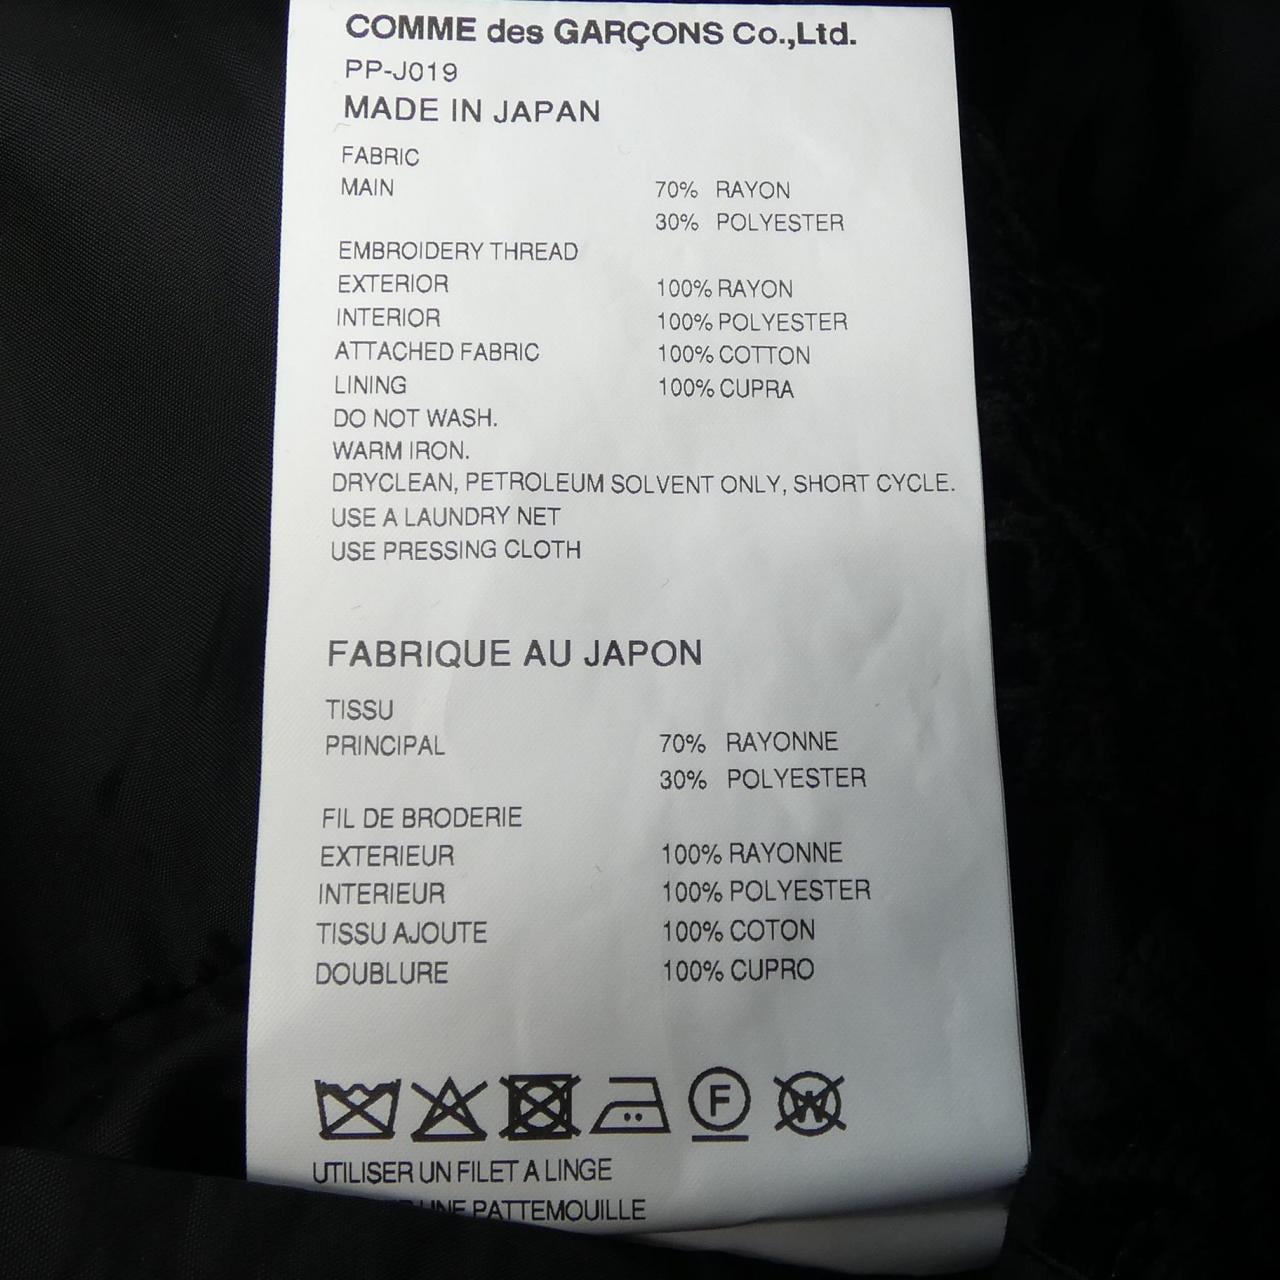 COMME des GARÇONS Co.,Ltd.
PP-J019
MADE IN JAPAN
FABRIC
MAIN 70% RAYON
30% POLYESTER
EMBROIDERY THREAD
EXTERIOR 100% RAYON
INTERIOR 100% POLYESTER
ATTACHED FABRIC 100% COTTON
LINING 100% CUPRA
DO NOT WASH.
WARM IRON.
DRYCLEAN, PETROLEUM SOLVENT ONLY, SHORT CYCLE.
USE A LAUNDRY NET
USE PRESSING CLOTH
FABRIQUE AU JAPON
TISSU
PRINCIPAL 70% RAYONNE
30% POLYESTER
FIL DE BRODERIE
EXTERIEUR 100% RAYONNE
INTERIEUR 100% POLYESTER
TISSU AJOUTE 100% COTON
DOUBLURE 100% CUPRO
F W
UTILISER UN FILET A LINGE
UNE PATTEMOUILLE